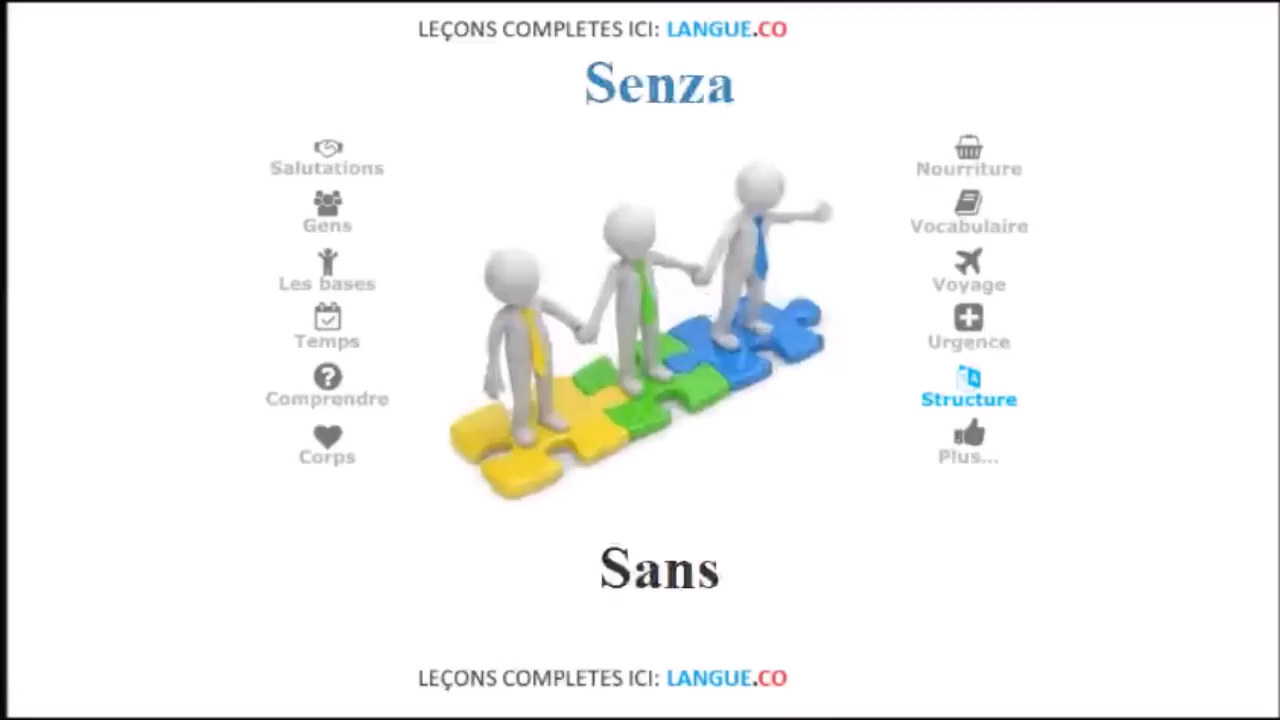 LEÇONS COMPLETES ICI: LANGUE.CO
Senza
Salutations
Gens
Les bases
Temps
Comprendre
Corps
Nourriture
Vocabulaire
Voyage
Urgence
Structure
Plus...
Sans
LEÇONS COMPLETES ICI: LANGUE.CO